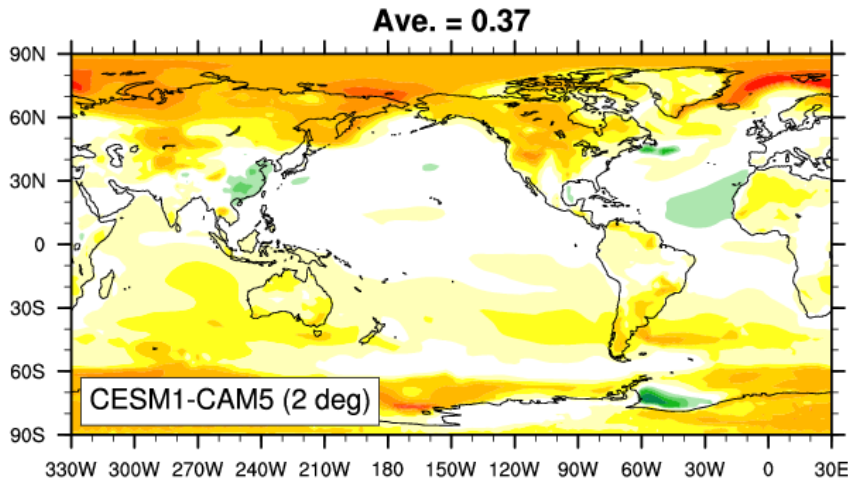 Ave. = 0.37
90N
60N
30N
0
30S
60S
90S
CESM1-CAM5 (2 deg)
330W 300W 270W 240W 210W 180 150W 120W 90W 60W 30W 0 30E